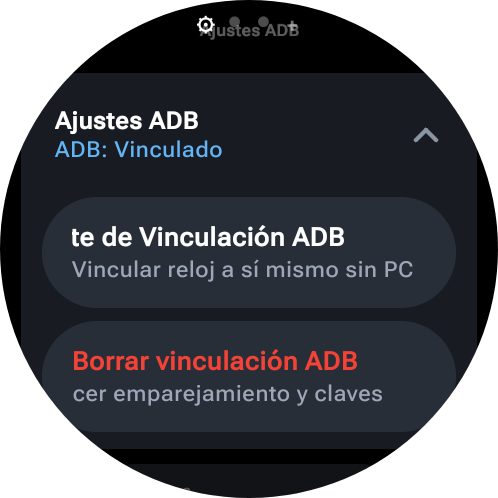 Ajustes ADB
Ajustes ADB
ADB: Vinculado
te de Vinculación ADB
Vincular reloj a sí mismo sin PC
Borrar vinculación ADB
cer emparejamiento y claves